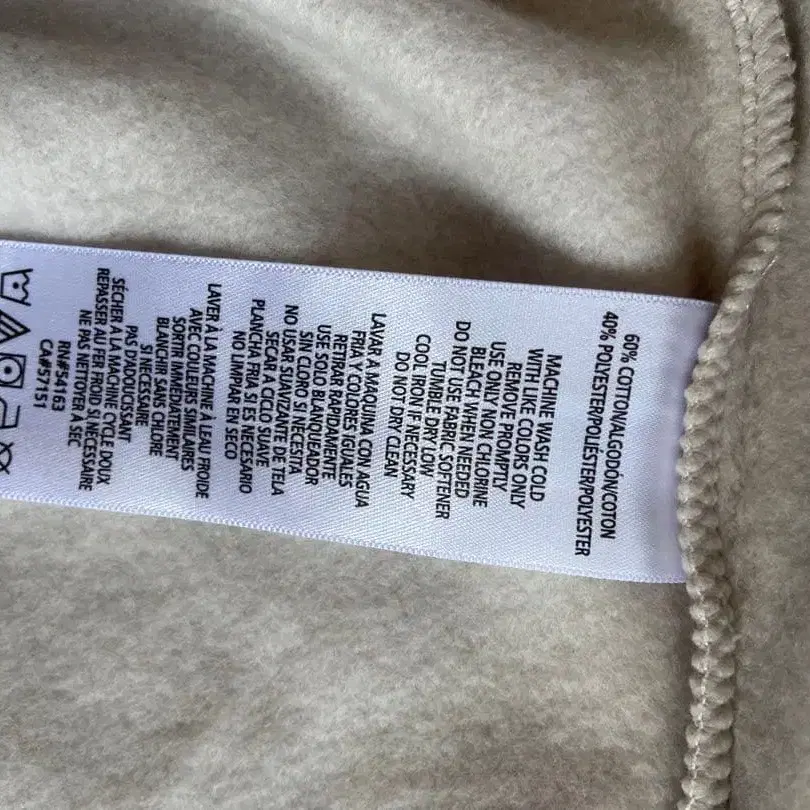 60% COTTON/ALGODÓN/COTON
40% POLYESTER/POLIÉSTER/POLYESTER
MACHINE WASH COLD
WITH LIKE COLORS ONLY
REMOVE PROMPTLY
USE ONLY NON CHLORINE
BLEACH WHEN NEEDED
DO NOT USE FABRIC SOFTENER
TUMBLE DRY LOW
COOL IRON IF NECESSARY
DO NOT DRY CLEAN
LAVAR A MAQUINA CON AGUA
FRIA Y COLORES IGUALES
RETIRAR RAPIDAMENTE
USE SOLO BLANQUEADOR
SIN CLORO SI NECESITA
NO USAR SUAVIZANTE DE TELA
SECAR A CICLO SUAVE
PLANCHA FRIA SI ES NECESARIO
NO LIMPIAR EN SECO
LAVER À LA MACHINE À LEAU FROIDE
AVEC COULEURS SIMILAIRES
SORTIR IMMEDIATEMENT
BLANCHIR SANS CHLORE
SI NECESSAIRE
PAS D'ADOUCISSANT
SÉCHER À LA MACHINE CYCLE DOUX
REPASSER AU FER FROID SI NÉCESSAIRE
NE PAS NETTOYER À SEC
RN#54163
CA#57151